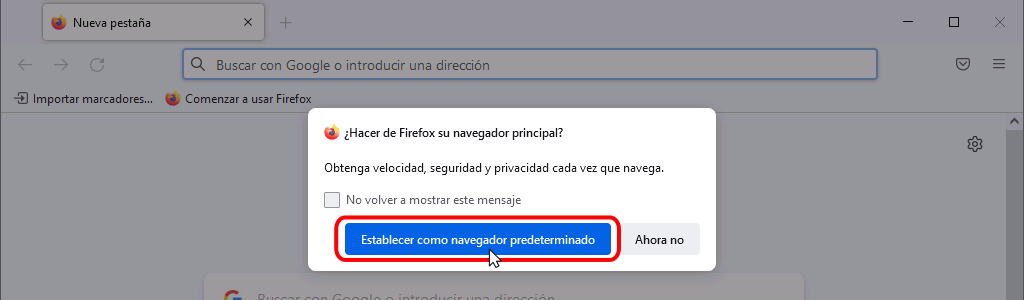 Nueva pestaña
Buscar con Google o introducir una dirección
Importar marcadores...
Comenzar a usar Firefox
¿Hacer de Firefox su navegador principal?
Obtenga velocidad, seguridad y privacidad cada vez que navega.
No volver a mostrar este mensaje
Establecer como navegador predeterminado
Ahora no
Buscar con Google o introducir una dirección